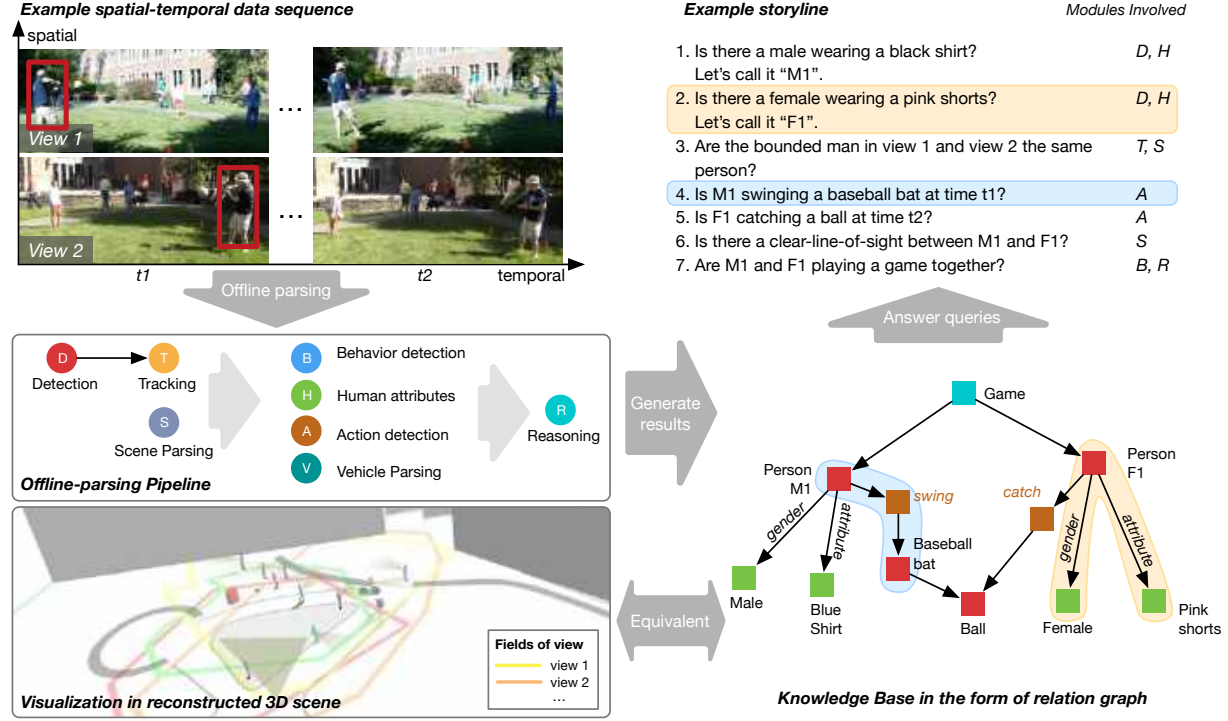 Example spatial-temporal data sequence
spatial
View 1
...
View 2
...
t1
t2
temporal
Offline parsing
D
Detection
T
Tracking
S
Scene Parsing
B
Behavior detection
H
Human attributes
A
Action detection
V
Vehicle Parsing
R
Reasoning
Offline-parsing Pipeline
Fields of view
view 1
view 2
...
Visualization in reconstructed 3D scene
Generate
results
Equivalent
Example storyline
Modules Involved
1. Is there a male wearing a black shirt? D, H
Let's call it “M1”.
2. Is there a female wearing a pink shorts? D, H
Let's call it “F1”.
3. Are the bounded man in view 1 and view 2 the same T, S
person?
4. Is M1 swinging a baseball bat at time t1? A
5. Is F1 catching a ball at time t2? A
6. Is there a clear-line-of-sight between M1 and F1? S
7. Are M1 and F1 playing a game together? B, R
Answer queries
Game
Person
M1
Person
F1
swing
catch
gender
attribute
gender
attribute
Baseball
bat
Male
Blue
Shirt
Ball
Female
Pink
shorts
Knowledge Base in the form of relation graph